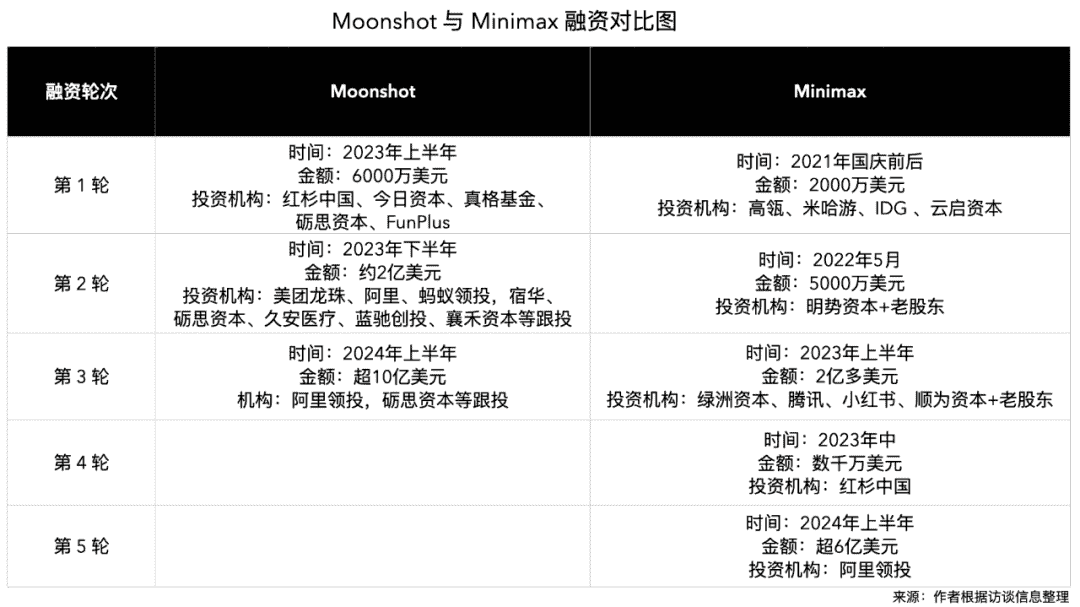 Moonshot 与 Minimax 融资对比图
融资轮次
Moonshot
Minimax
第 1 轮
时间：2023年上半年
金额：6000万美元
投资机构：红杉中国、今日资本、真格基金、
砺思资本、FunPlus
时间：2021年国庆前后
金额：2000万美元
投资机构：高瓴、米哈游、IDG 、云启资本
第 2 轮
时间：2023年下半年
金额：约2亿美元
投资机构：美团龙珠、阿里、蚂蚁领投，宿华、
砺思资本、久安医疗、蓝驰创投、襄禾资本等跟投
时间：2022年5月
金额：5000万美元
投资机构：明势资本+老股东
第 3 轮
时间：2024年上半年
金额：超10亿美元
机构：阿里领投，砺思资本等跟投
时间：2023年上半年
金额：2亿多美元
投资机构：绿洲资本、腾讯、小红书、顺为资本+老股东
第 4 轮
时间：2023年中
金额：数千万美元
投资机构：红杉中国
第 5 轮
时间：2024年上半年
金额：超6亿美元
投资机构：阿里领投
来源：作者根据访谈信息整理